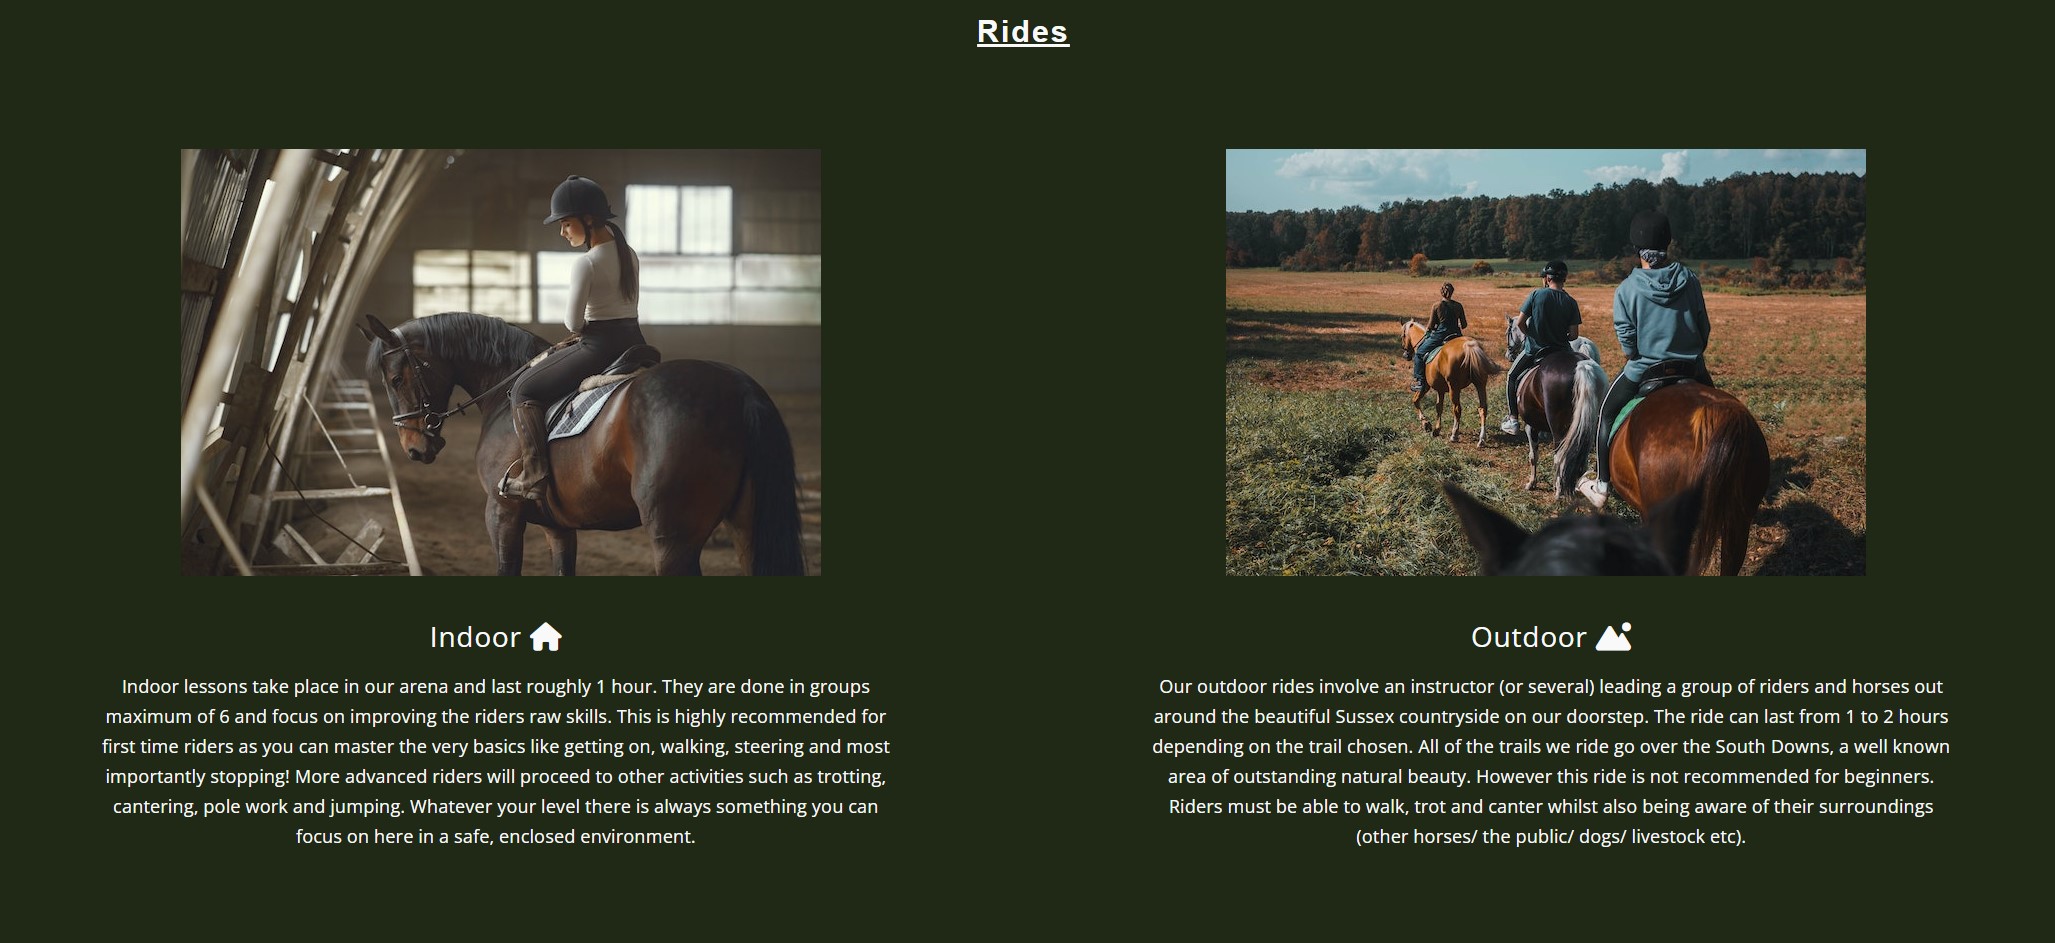 Rides
Indoor
Indoor lessons take place in our arena and last roughly 1 hour. They are done in groups
maximum of 6 and focus on improving the riders raw skills. This is highly recommended for
first time riders as you can master the very basics like getting on, walking, steering and most
importantly stopping! More advanced riders will proceed to other activities such as trotting,
cantering, pole work and jumping. Whatever your level there is always something you can
focus on here in a safe, enclosed environment.
Outdoor
Our outdoor rides involve an instructor (or several) leading a group of riders and horses out
around the beautiful Sussex countryside on our doorstep. The ride can last from 1 to 2 hours
depending on the trail chosen. All of the trails we ride go over the South Downs, a well known
area of outstanding natural beauty. However this ride is not recommended for beginners.
Riders must be able to walk, trot and canter whilst also being aware of their surroundings
(other horses/ the public/ dogs/ livestock etc).